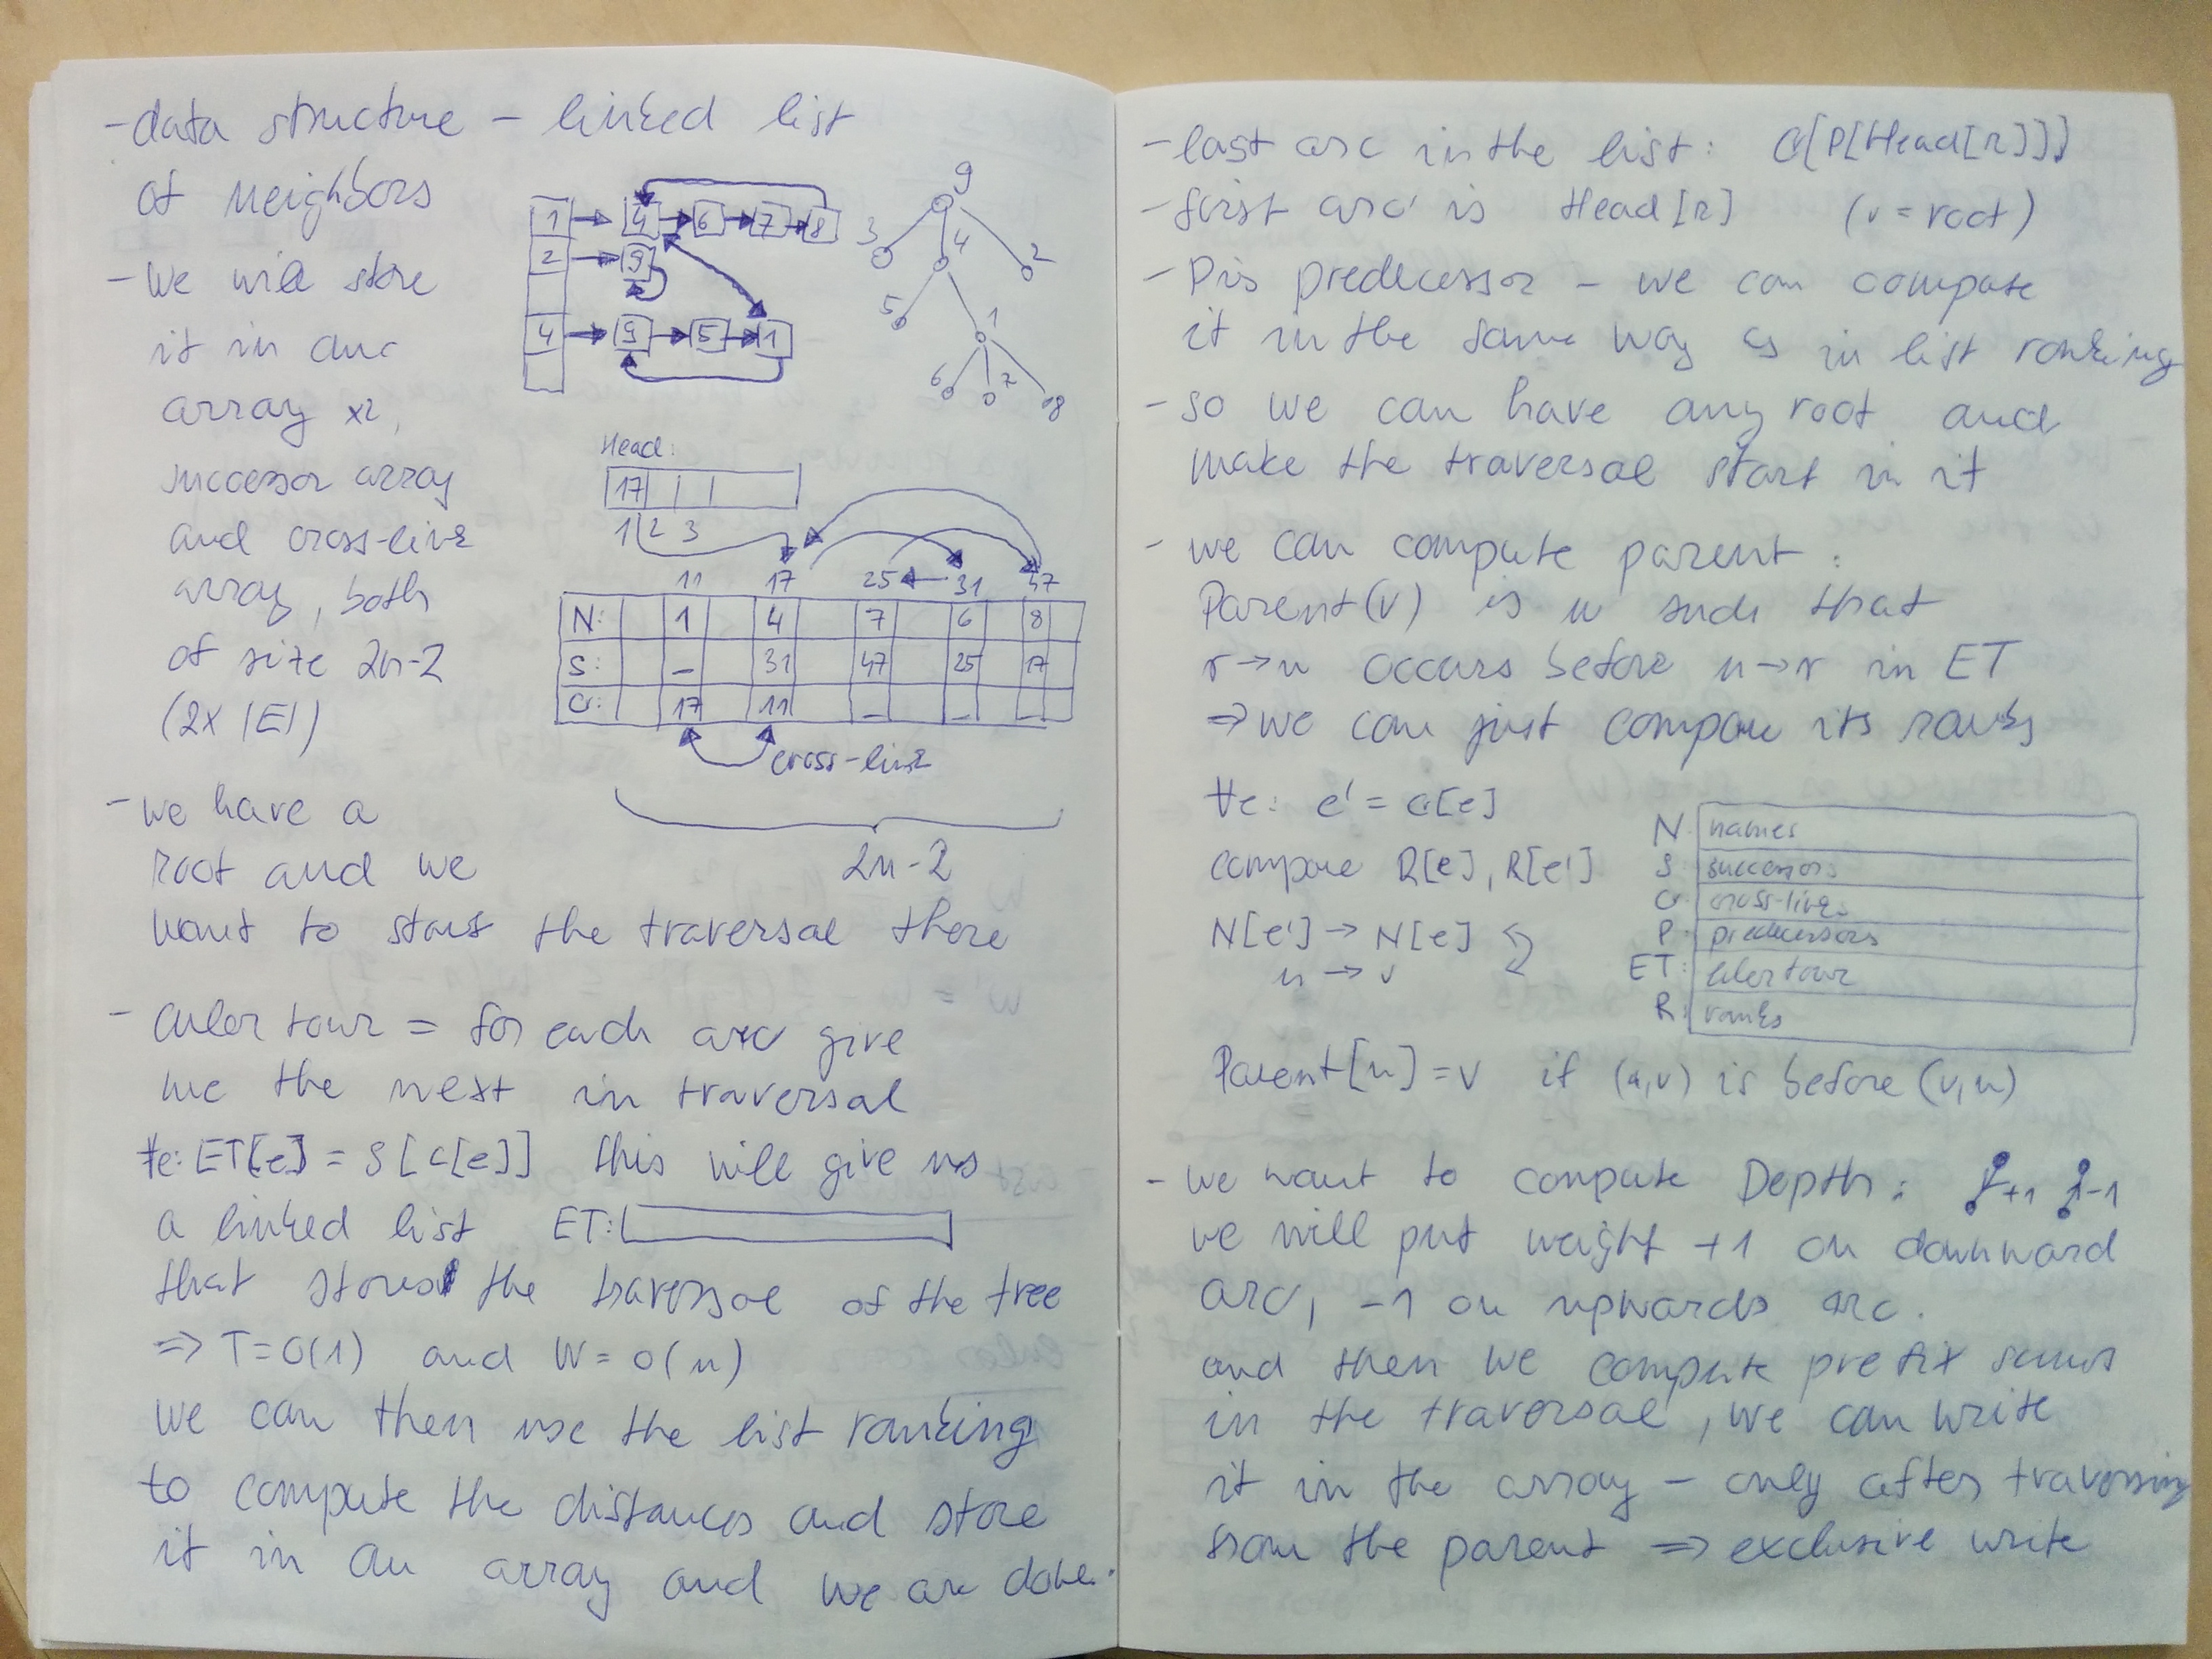 - data structure - linked list
of neighbors
- we will store
it in an
array x2,
successor array
and cross-link
array, both
of size 2n-2
(2x |E|)
1 → 4 → 6 → 7 → 8
2 → 9
4 → 9 → 5 → 1
9
3 4 2
5 1
6 7 8
Head:
17
1 2 3
11 17 25 31 47
N: 1 4 7 6 8
S: - 31 47 25 17
Cr: 17 11 - - -
cross-link
2n-2
- we have a
root and we
want to start the traversal there
- euler tour = for each arc give
me the next in traversal
∀e: ET[e] = S[C[e]] this will give us
a linked list ET:
that stores the traversal of the tree
⇒ T=O(1) and W=O(n)
we can then use the list ranking
to compute the distances and store
it in an array and we are done.
- last arc in the list: Cr[P[Head[r]]]
- first arc is Head[r] (r = root)
- P is predecessor - we can compute
it in the same way as in list ranking
- so we can have any root and
make the traversal start in it
- we can compute parent:
Parent(v) is u such that
v→u occurs before u→v in ET
⇒ we can just compare its ranks
∀e: e' = cr[e]
compare R[e], R[e']
N[e'] → N[e]
u → v
N: names
S: successors
Cr: cross-links
P: predecessors
ET: euler tour
R: ranks
Parent[u] = v if (u,v) is before (v,u)
- we want to compute Depth: +1 -1
we will put weight +1 on downward
arc, -1 on upwards arc.
and then we compute prefix sums
in the traversal, we can write
it in the array - only after traversing
from the parent ⇒ exclusive write